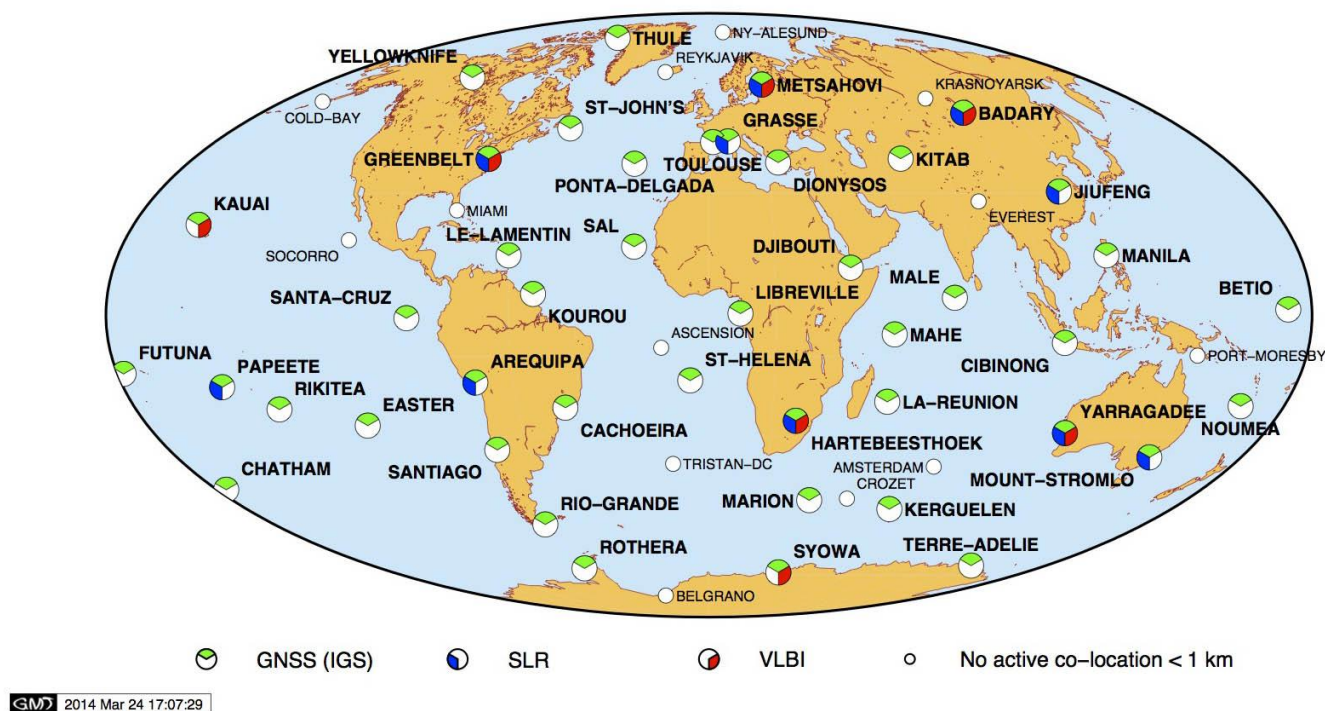 THULE
NY-ALESUND
YELLOWKNIFE
REYKJAVIK
METSAHOVI
KRASNOYARSK
COLD-BAY
ST-JOHN'S
BADARY
GRASSE
GREENBELT
TOULOUSE
KITAB
PONTA-DELGADA
DIONYSOS
JIUFENG
KAUAI
MIAMI
EVEREST
LE-LAMENTIN
SAL
SOCORRO
DJIBOUTI
MANILA
MALE
SANTA-CRUZ
LIBREVILLE
BETIO
KOUROU
ASCENSION
MAHE
FUTUNA
PAPEETE
AREQUIPA
ST-HELENA
CIBINONG
PORT-MORESBY
RIKITEA
EASTER
LA-REUNION
YARRAGADEE
CACHOEIRA
HARTEBEESTHOEK
NOUMEA
CHATHAM
SANTIAGO
TRISTAN-DC
AMSTERDAM
CROZET
MOUNT-STROMLO
RIO-GRANDE
MARION
KERGUELEN
ROTHERA
SYOWA
TERRE-ADELIE
BELGRANO
GNSS (IGS)
SLR
VLBI
No active co-location < 1 km
GMD 2014 Mar 24 17:07:29